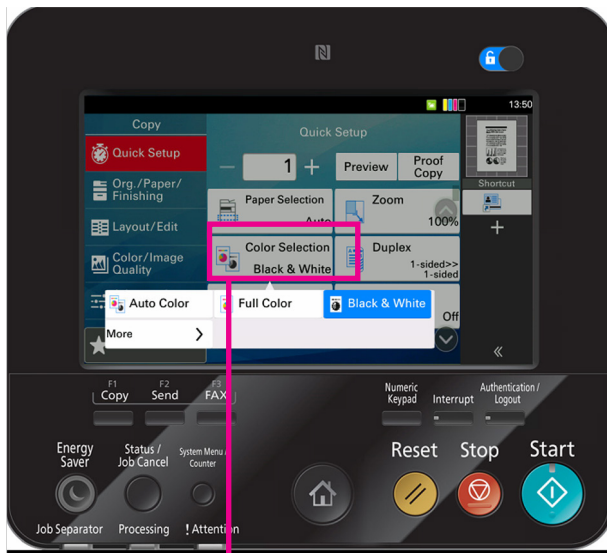 13:50
Copy
Quick Setup
Quick Setup
Org./Paper/
Finishing
Layout/Edit
Color/Image
Quality
1
Preview
Proof
Copy
Paper Selection
Auto
Zoom
100%
Color Selection
Black & White
Duplex
1-sided>>
1-sided
Shortcut
Auto Color
Full Color
Black & White
More
Off
F1
Copy
F2
Send
F3
FAX
Numeric
Keypad
Interrupt
Authentication/
Logout
Energy
Saver
Status /
Job Cancel
System Menu /
Counter
Reset
Stop
Start
Job Separator
Processing
! Attention